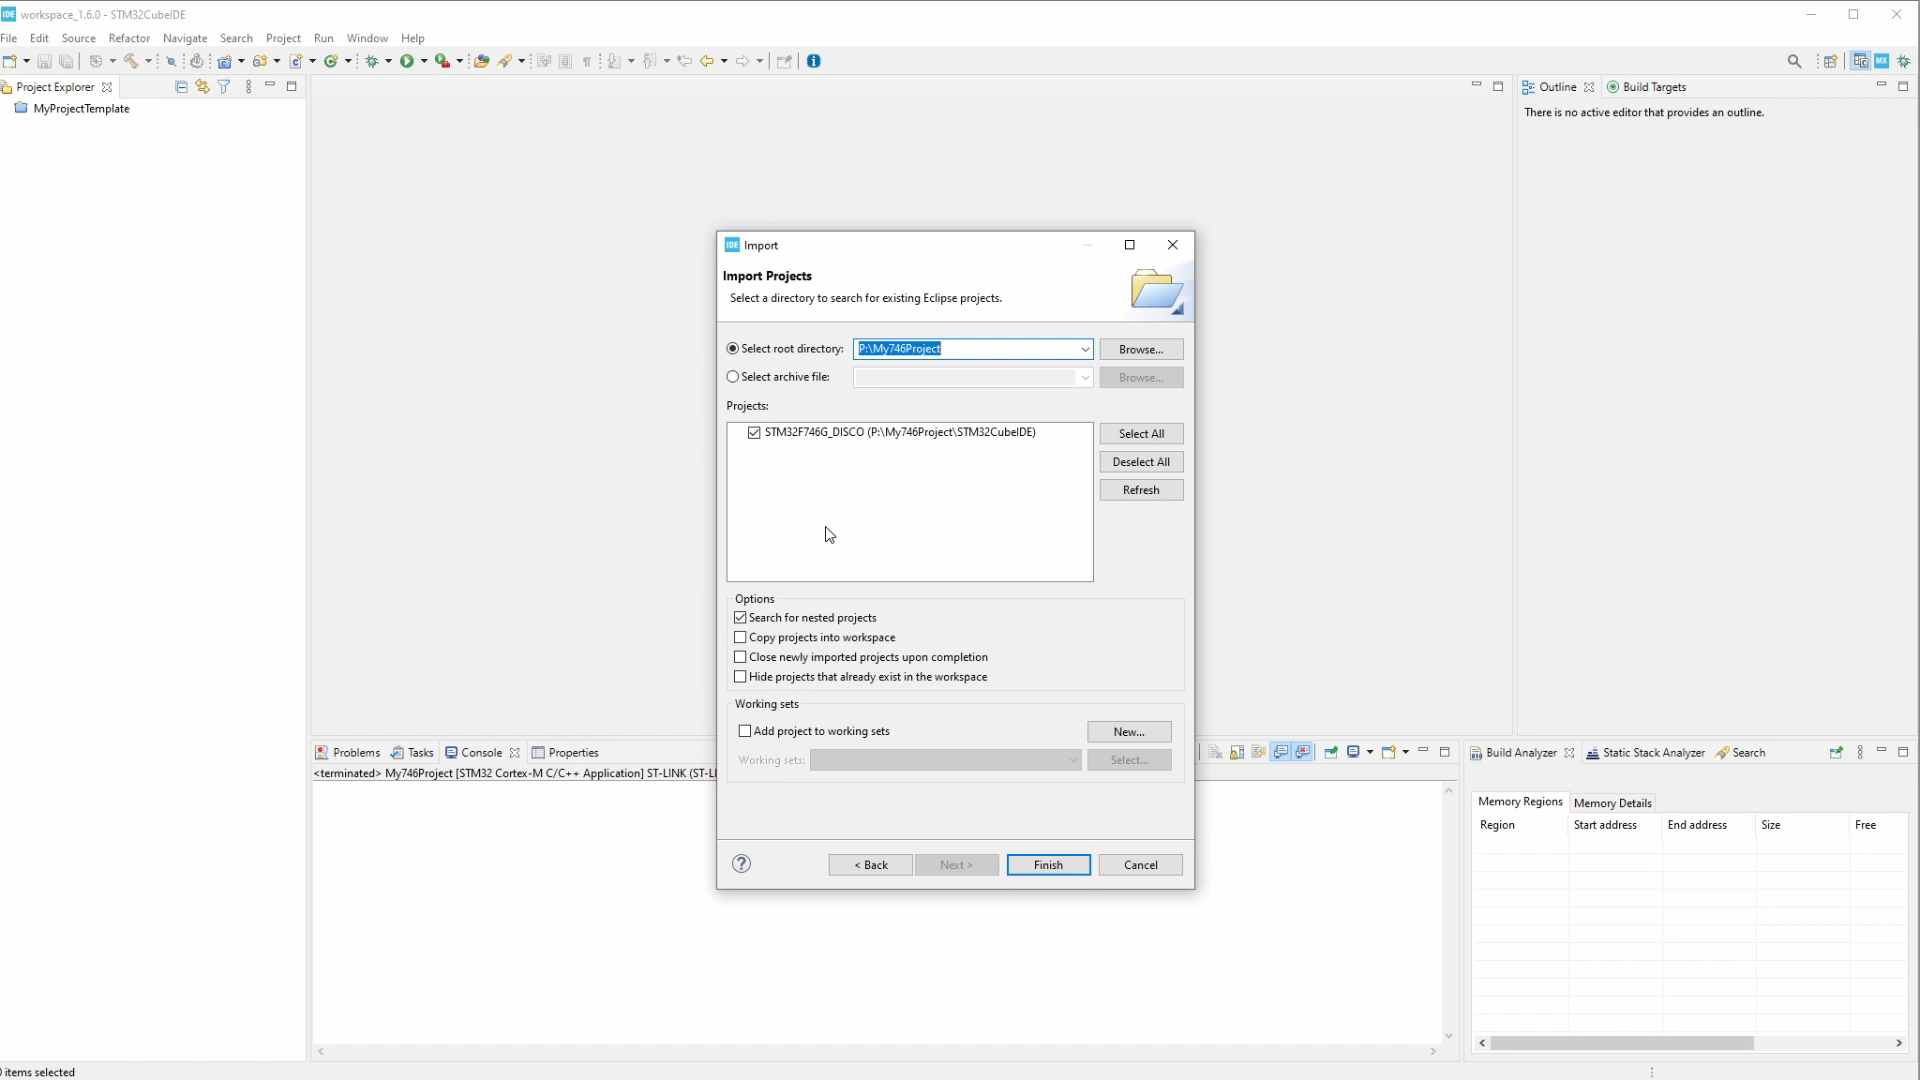 IDE workspace_1.6.0 - STM32CubeIDE
File Edit Source Refactor Navigate Search Project Run Window Help
MX
Project Explorer
MyProjectTemplate
Outline Build Targets
There is no active editor that provides an outline.
IDE Import
Import Projects
Select a directory to search for existing Eclipse projects.
Select root directory: P:\My746Project Browse...
Select archive file: Browse...
Projects:
STM32F746G_DISCO (P:\My746Project\STM32CubeIDE)
Select All
Deselect All
Refresh
Options
Search for nested projects
Copy projects into workspace
Close newly imported projects upon completion
Hide projects that already exist in the workspace
Working sets
Add project to working sets New...
Working sets: Select...
? < Back Next > Finish Cancel
Problems Tasks Console Properties
<terminated> My746Project [STM32 Cortex-M C/C++ Application] ST-LINK (ST-LI
Build Analyzer Static Stack Analyzer Search
Memory Regions Memory Details
Region Start address End address Size Free
items selected